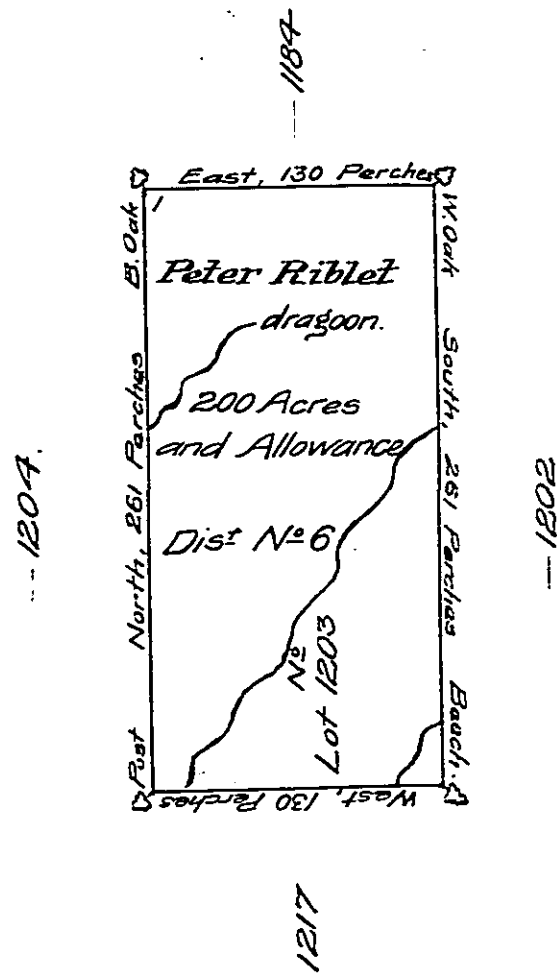 --1184
East, 130 Perches
B. Oak
W. Oak
1
Peter Riblet
dragoon.
200 Acres
and Allowance
Dist No 6
No
Lot 1203
North, 261 Perches
South, 261 Perches
--1204.
--1202
Post
Beech.
West, 130 Perches
1217